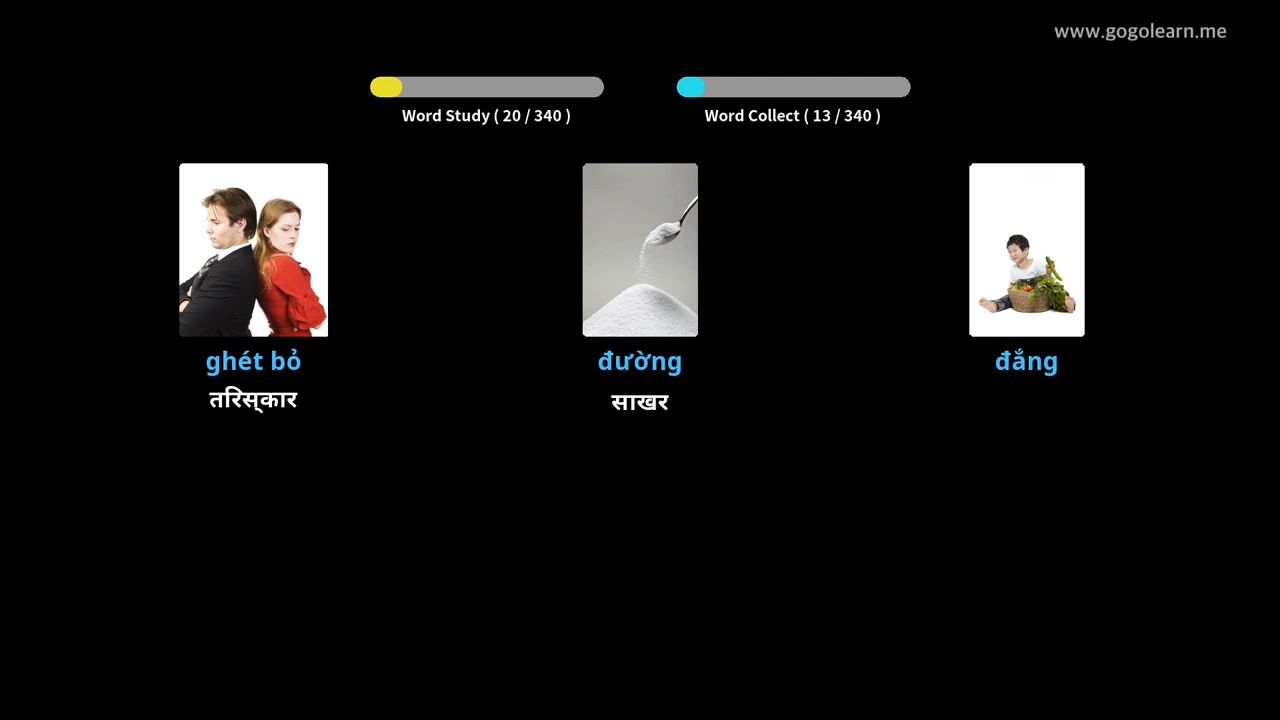 www.gogolearn.me
Word Study ( 20 / 340 )
Word Collect ( 13 / 340 )
ghét bỏ
đường
đắng
तरिस्कार
साखर